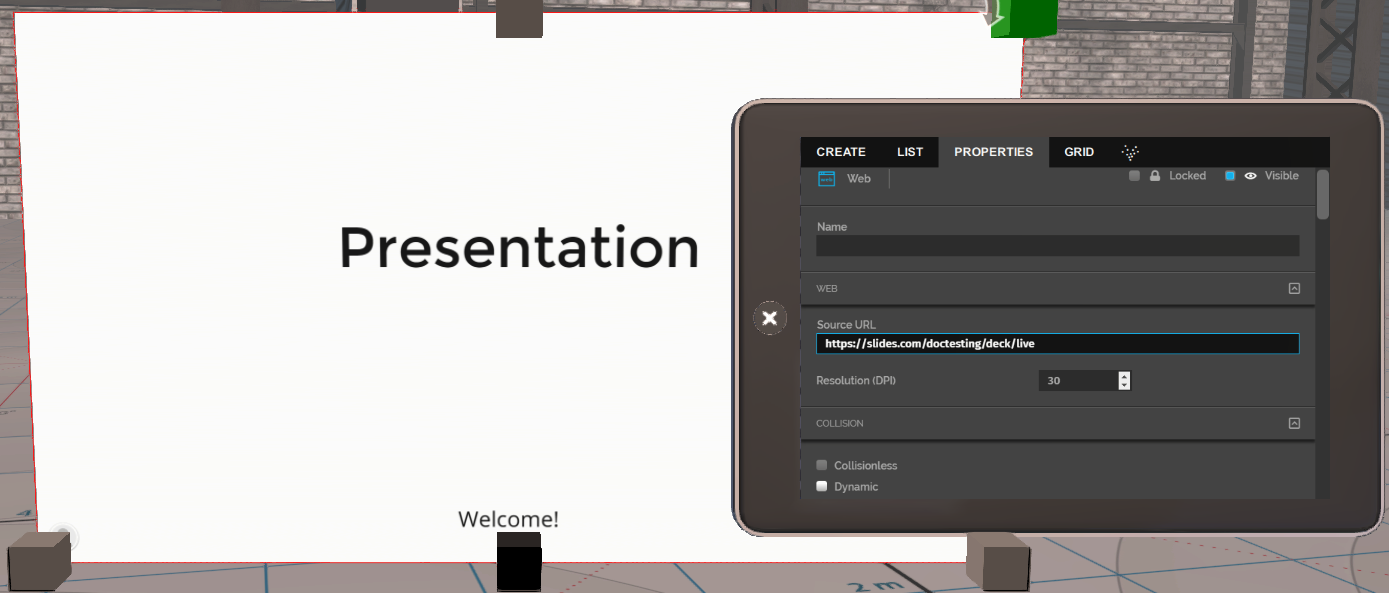 Presentation
Welcome!
CREATE LIST PROPERTIES GRID
web Web Locked Visible
Name
WEB
Source URL
https://slides.com/doctesting/deck/live
Resolution (DPI) 30
COLLISION
Collisionless
Dynamic
2 m